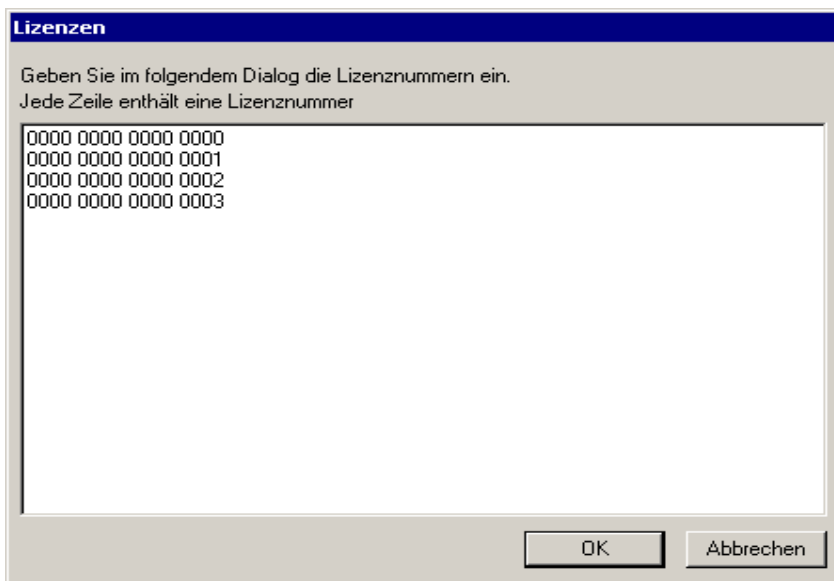 Lizenzen
Geben Sie im folgendem Dialog die Lizenznummern ein.
Jede Zeile enthält eine Lizenznummer
0000 0000 0000 0000
0000 0000 0000 0001
0000 0000 0000 0002
0000 0000 0000 0003
OK Abbrechen